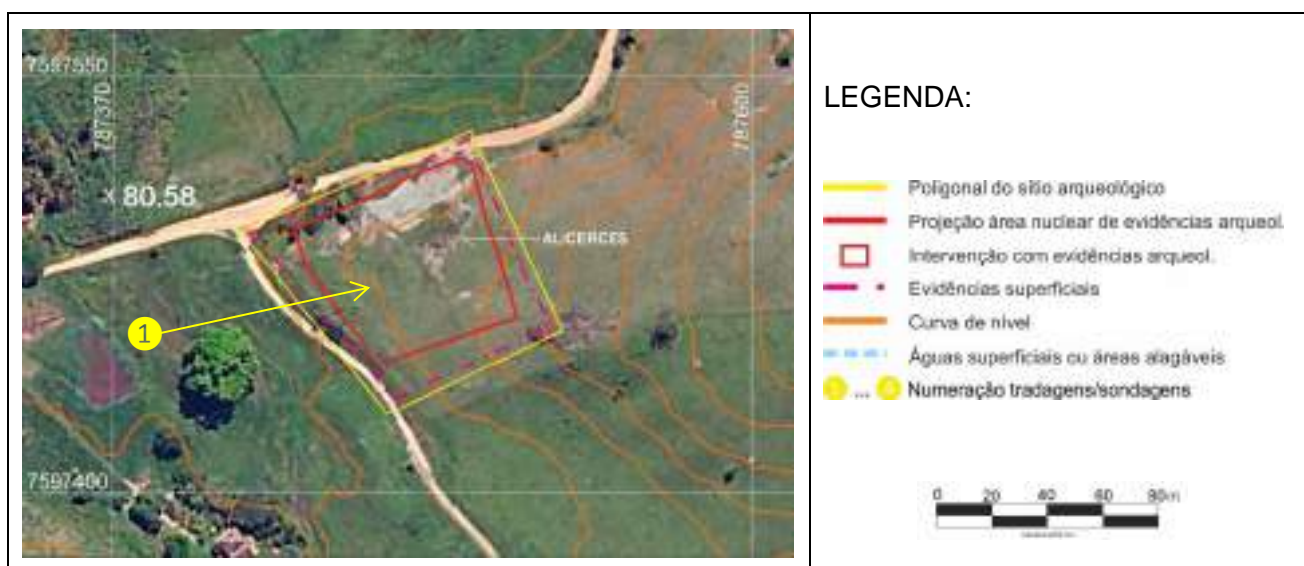 7597550
787370
787600
× 80.58
ALICERCES
1
7597400
LEGENDA:
Poligonal do sítio arqueológico
Projeção área nuclear de evidências arqueol.
Intervenção com evidências arqueol.
Evidências superficiais
Curva de nível
Águas superficiais ou áreas alagáveis
... Numeração tradagens/sondagens
0 20 40 60 80m